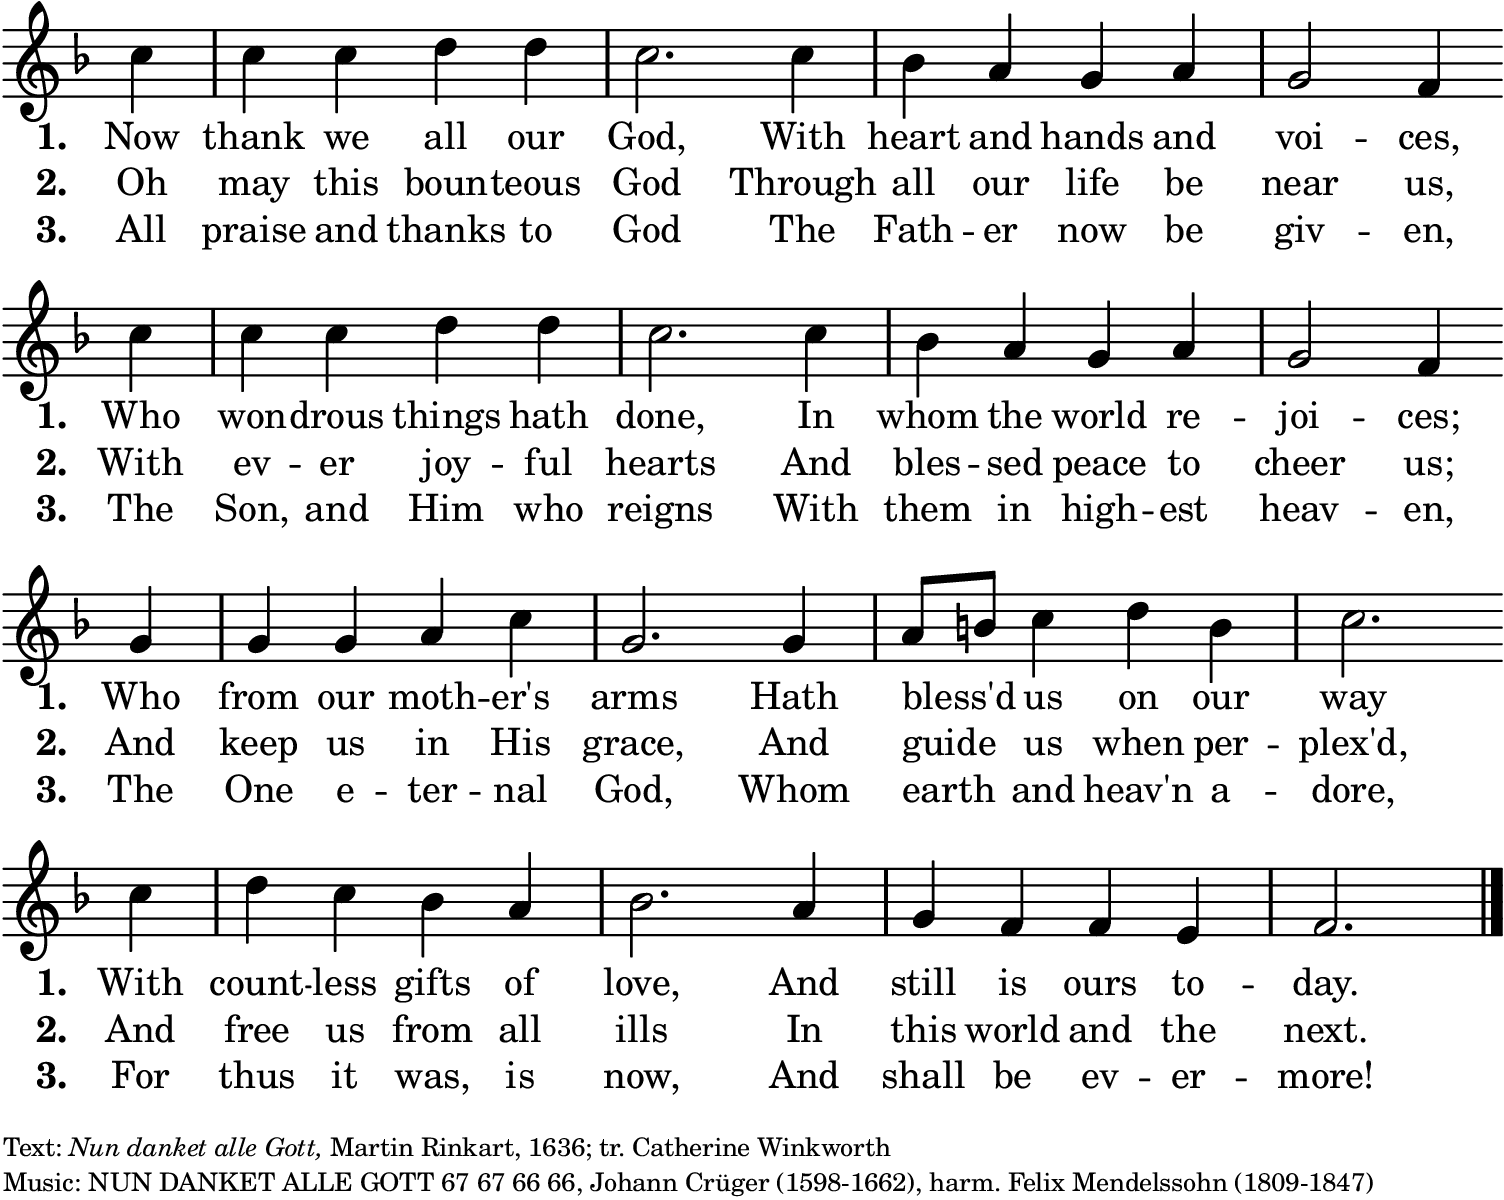 1. Now thank we all our God, With heart and hands and voi - ces,
2. Oh may this boun-teous God Through all our life be near us,
3. All praise and thanks to God The Fath - er now be giv - en,
1. Who won-drous things hath done, In whom the world re - joi - ces;
2. With ev - er joy - ful hearts And bles - sed peace to cheer us;
3. The Son, and Him who reigns With them in high - est heav - en,
1. Who from our moth - er's arms Hath bless'd us on our way
2. And keep us in His grace, And guide us when per - plex'd,
3. The One e - ter - nal God, Whom earth and heav'n a - dore,
1. With count - less gifts of love, And still is ours to - day.
2. And free us from all ills In this world and the next.
3. For thus it was, is now, And shall be ev - er - more!
Text: Nun danket alle Gott, Martin Rinkart, 1636; tr. Catherine Winkworth
Music: NUN DANKET ALLE GOTT 67 67 66 66, Johann Crüger (1598-1662), harm. Felix Mendelssohn (1809-1847)